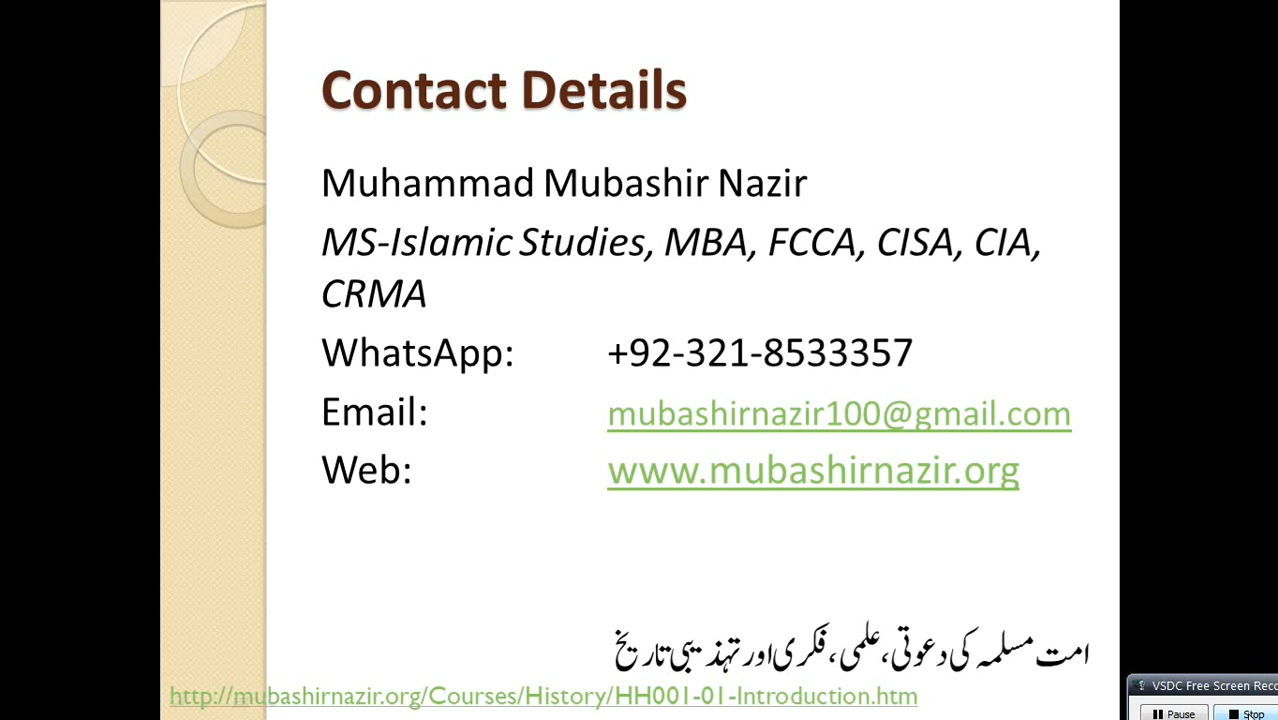 Contact Details
Muhammad Mubashir Nazir
MS-Islamic Studies, MBA, FCCA, CISA, CIA,
CRMA
WhatsApp: +92-321-8533357
Email: mubashirnazir100@gmail.com
Web: www.mubashirnazir.org
امت مسلمہ کی دعوتی، علمی، فکری اور تہذیبی تاریخ
http://mubashirnazir.org/Courses/History/HH001-01-Introduction.htm
VSDC Free Screen Reco
Pause Stop